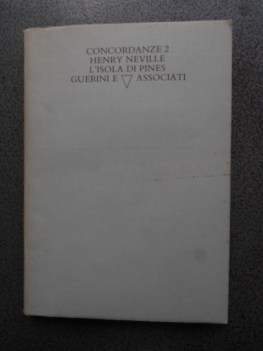 CONCORDANZE 2
HENRY NEVILLE
L'ISOLA DI PINES
GUERINI E ASSOCIATI